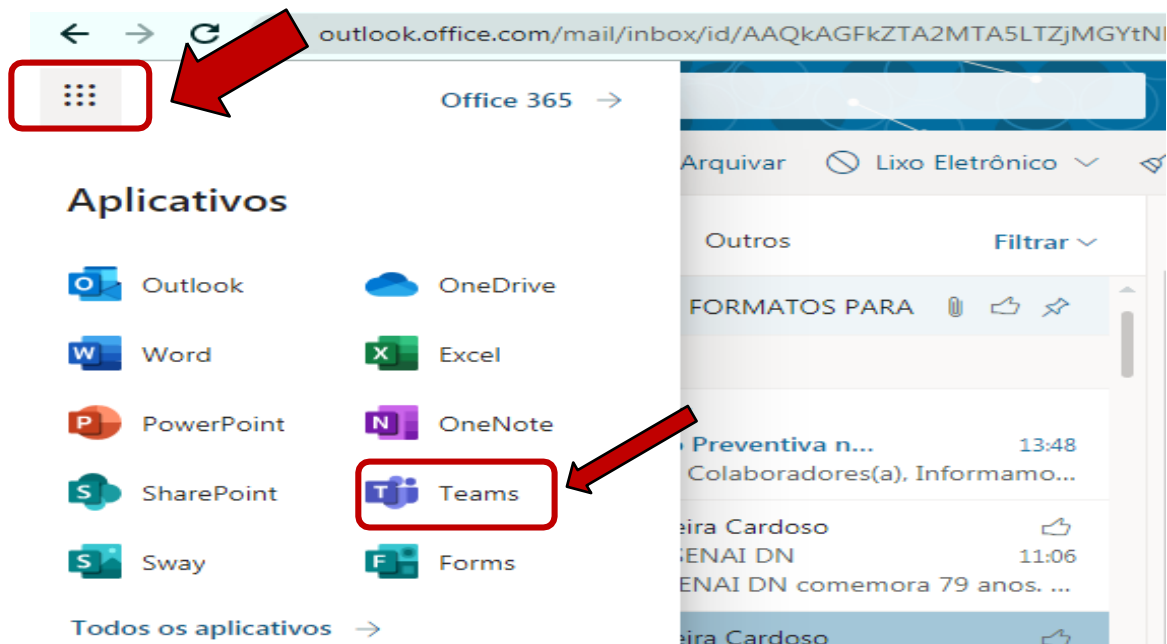 outlook.office.com/mail/inbox/id/AAQkAGFkZTA2MTA5LTZjMGYtNI
Office 365
Arquivar
Lixo Eletrônico
Aplicativos
Outros
Filtrar
Outlook
OneDrive
FORMATOS PARA
Word
Excel
PowerPoint
OneNote
Preventiva n...
13:48
Colaboradores(a), Informamo...
SharePoint
Teams
eira Cardoso
SENAI DN
11:06
ENAI DN comemora 79 anos. ...
Sway
Forms
Todos os aplicativos
eira Cardoso